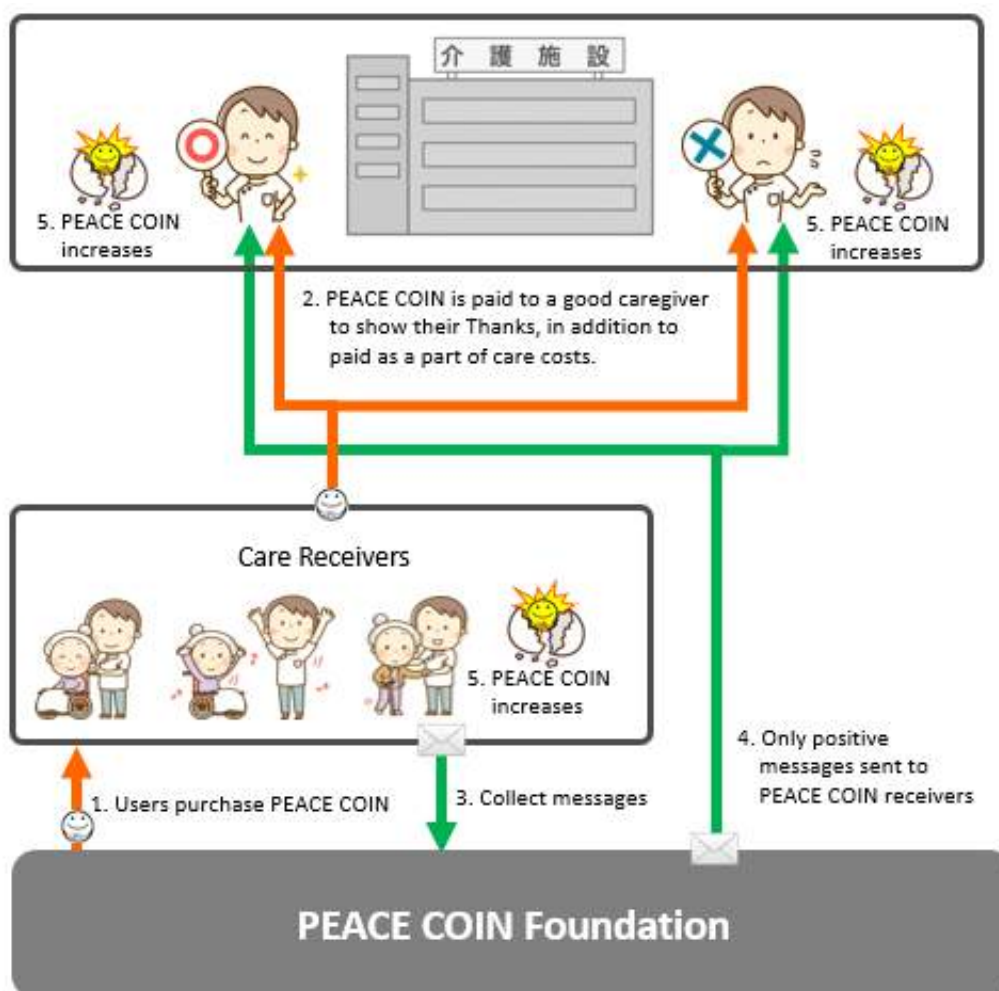 介護施設
5. PEACE COIN
increases
5. PEACE COIN
increases
2. PEACE COIN is paid to a good caregiver
to show their Thanks, in addition to
paid as a part of care costs.
Care Receivers
5. PEACE COIN
increases
1. Users purchase PEACE COIN
3. Collect messages
4. Only positive
messages sent to
PEACE COIN receivers
PEACE COIN Foundation